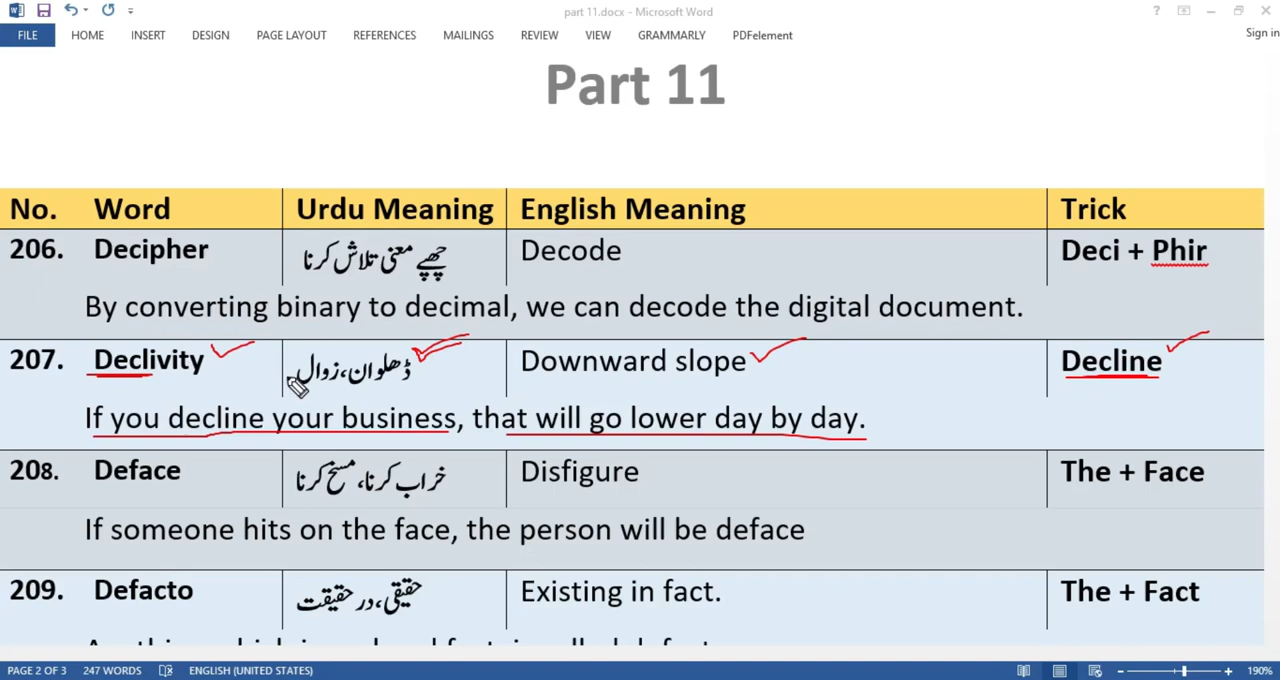 part 11.docx - Microsoft Word
?
FILE HOME INSERT DESIGN PAGE LAYOUT REFERENCES MAILINGS REVIEW VIEW GRAMMARLY PDFelement Sign in
Part 11
No. Word Urdu Meaning English Meaning Trick
206. Decipher چھپے معنی تلاش کرنا Decode Deci + Phir
By converting binary to decimal, we can decode the digital document.
207. Declivity ڈھلوان، زوال Downward slope Decline
If you decline your business, that will go lower day by day.
208. Deface خراب کرنا، مسخ کرنا Disfigure The + Face
If someone hits on the face, the person will be deface
209. Defacto حقیقی، در حقیقت Existing in fact. The + Fact
PAGE 2 OF 3 247 WORDS ENGLISH (UNITED STATES) 190%